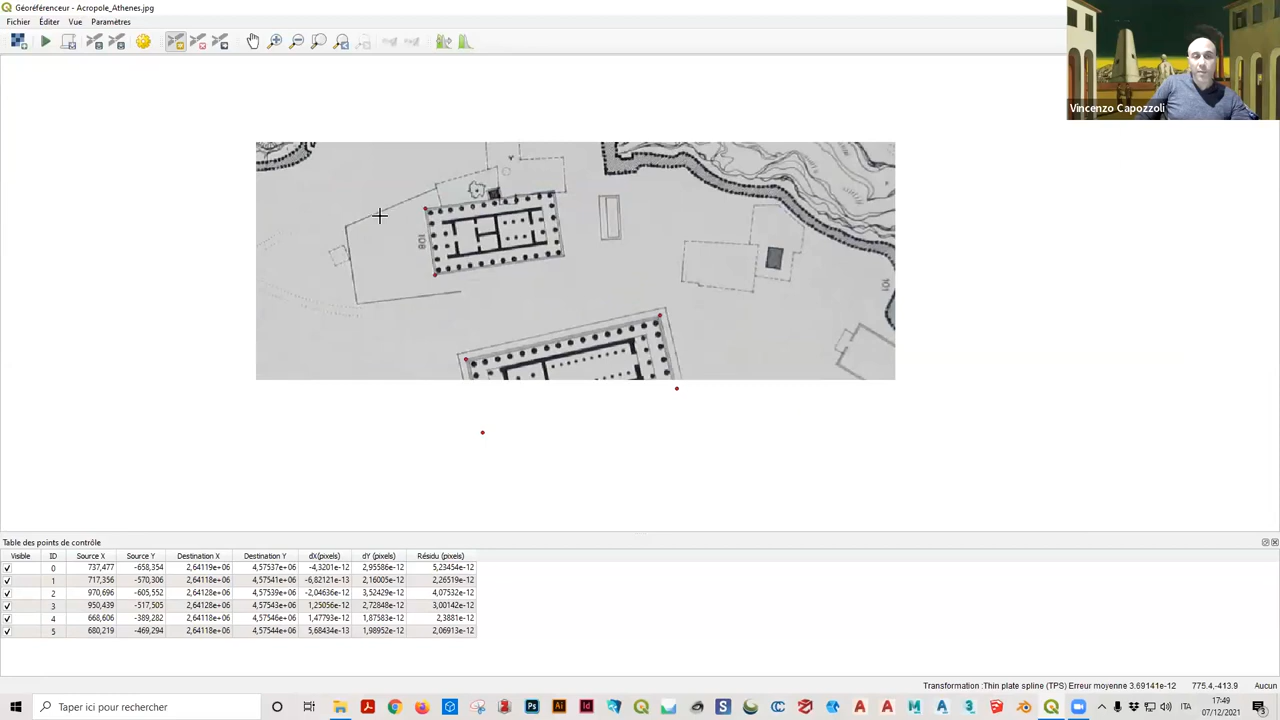 Géoréférenceur - Acropole_Athenes.jpg
Fichier Éditer Vue Paramètres
Vincenzo Capozzoli
108
101
Table des points de contrôle
Visible ID Source X Source Y Destination X Destination Y dX(pixels) dY (pixels) Résidu (pixels)
0 737,477 -658,354 2,64119e+06 4,57537e+06 -4,3201e-12 2,95586e-12 5,23454e-12
1 717,356 -570,306 2,64118e+06 4,57541e+06 -6,82121e-13 2,16005e-12 2,26519e-12
2 970,696 -605,552 2,64128e+06 4,57539e+06 -2,04636e-12 3,52429e-12 4,07532e-12
3 950,439 -517,505 2,64128e+06 4,57543e+06 1,25056e-12 2,72848e-12 3,00142e-12
4 668,606 -389,282 2,64118e+06 4,57546e+06 1,47793e-12 1,87583e-12 2,3881e-12
5 680,219 -469,294 2,64118e+06 4,57544e+06 5,68434e-13 1,98952e-12 2,06913e-12
Transformation :Thin plate spline (TPS) Erreur moyenne 3.69141e-12 775.4,-413.9 Aucun
Taper ici pour rechercher
ITA
17:49
07/12/2021